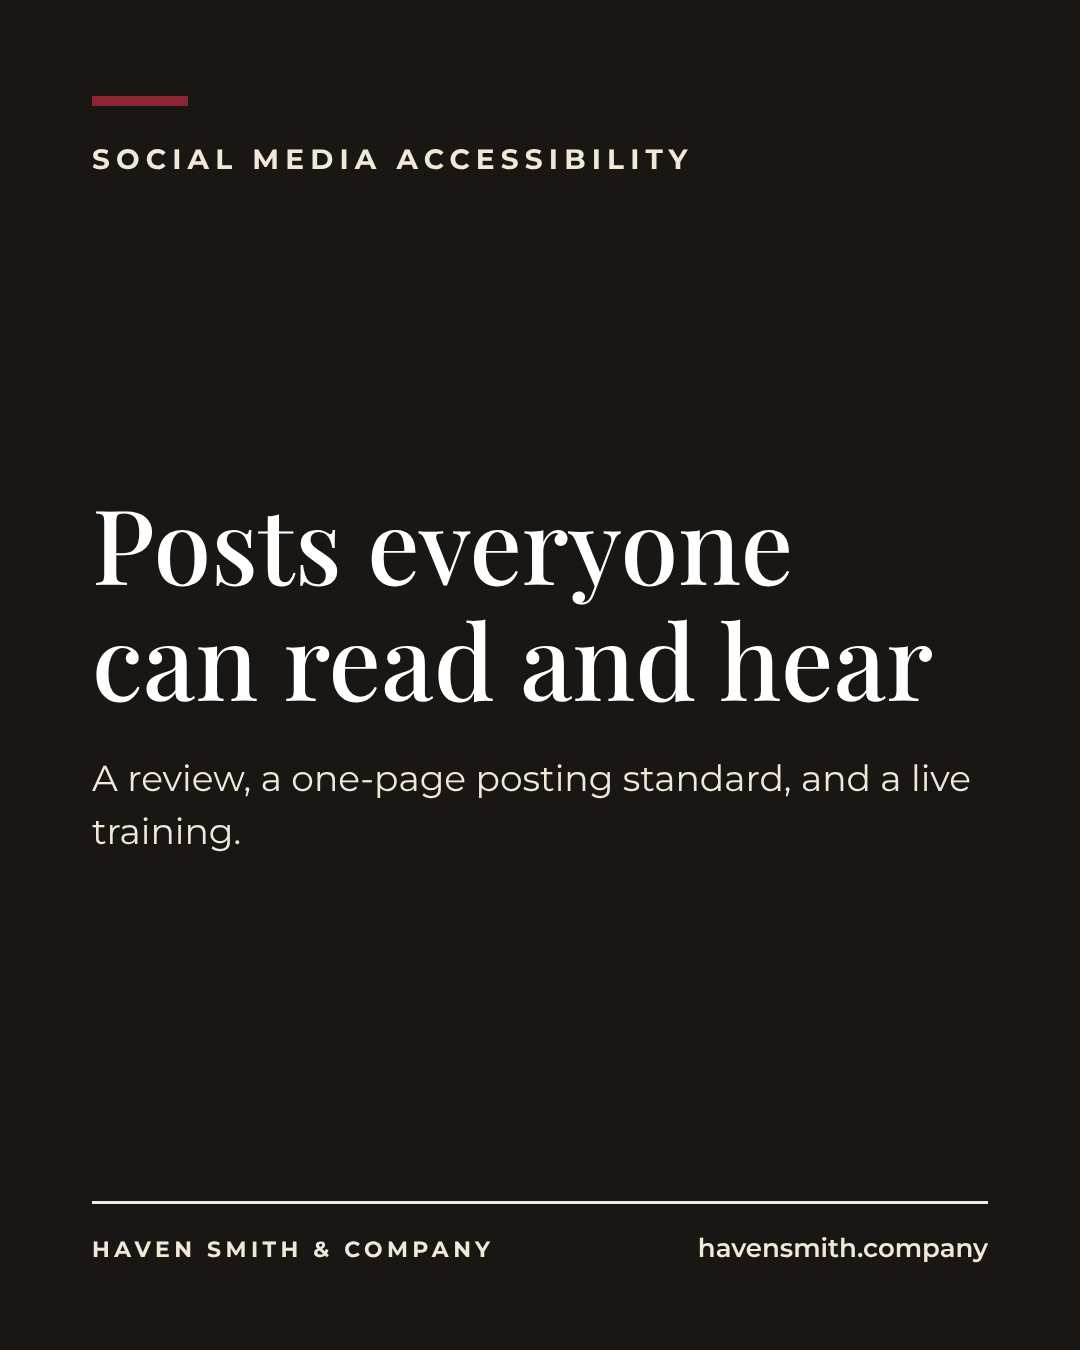 SOCIAL MEDIA ACCESSIBILITY
Posts everyone
can read and hear
A review, a one-page posting standard, and a live
training.
HAVEN SMITH & COMPANY
havensmith.company